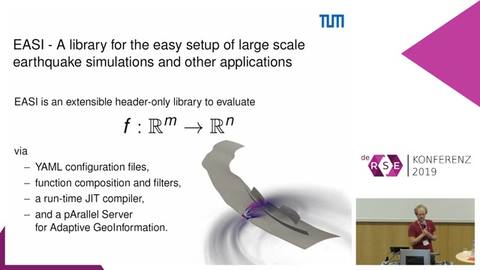 TUM
EASI - A library for the easy setup of large scale
earthquake simulations and other applications
EASI is an extensible header-only library to evaluate
f : ℝᵐ → ℝⁿ
via
– YAML configuration files,
– function composition and filters,
– a run-time JIT compiler,
– and a pArallel Server
for Adaptive GeoInformation.
de
RSE
KONFERENZ
2019